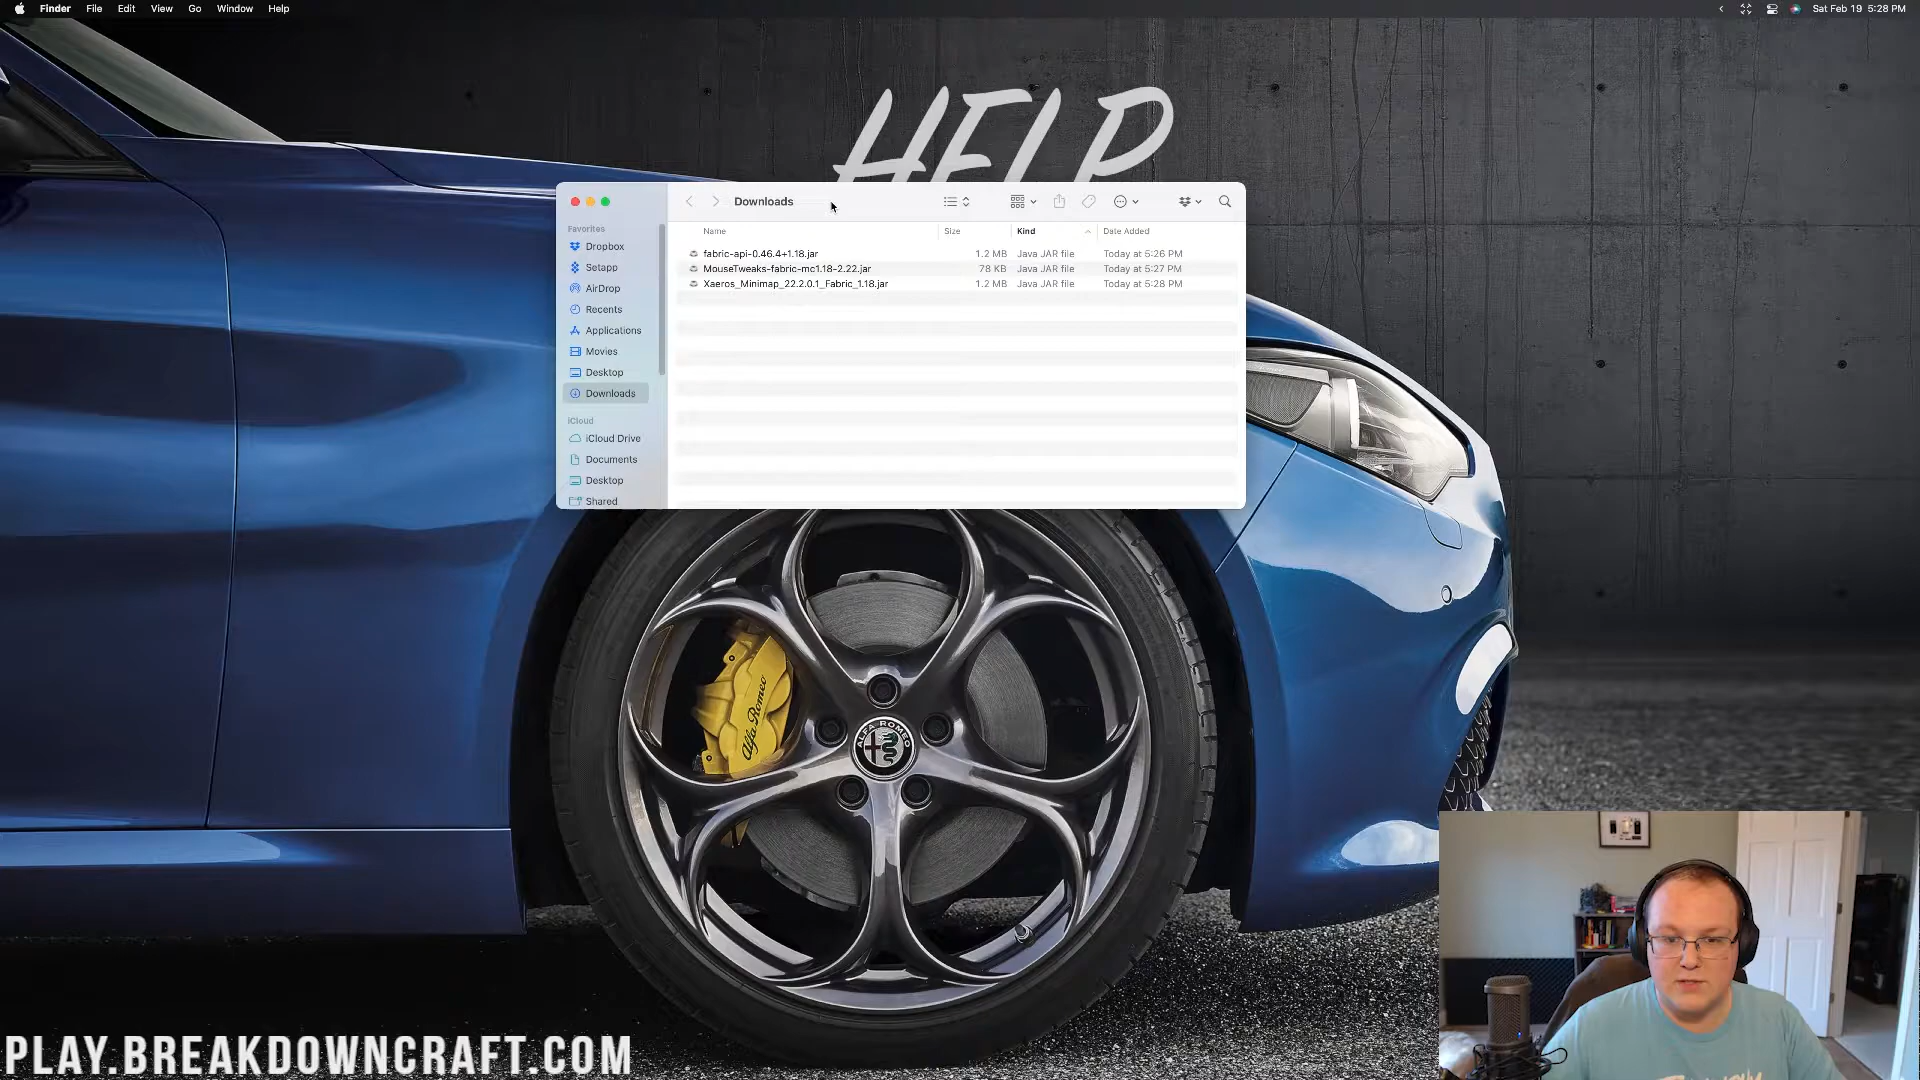 Finder File Edit View Go Window Help
Sat Feb 19 5:28 PM
HELP
Downloads
Favorites
Dropbox
Setapp
AirDrop
Recents
Applications
Movies
Desktop
Downloads
iCloud
iCloud Drive
Documents
Desktop
Shared
Name Size Kind Date Added
fabric-api-0.46.4+1.18.jar 1.2 MB Java JAR file Today at 5:26 PM
MouseTweaks-fabric-mc1.18-2.22.jar 78 KB Java JAR file Today at 5:27 PM
Xaeros_Minimap_22.2.0.1_Fabric_1.18.jar 1.2 MB Java JAR file Today at 5:28 PM
Alfa Romeo
ALFA ROMEO
PLAY.BREAKDOWNCRAFT.COM